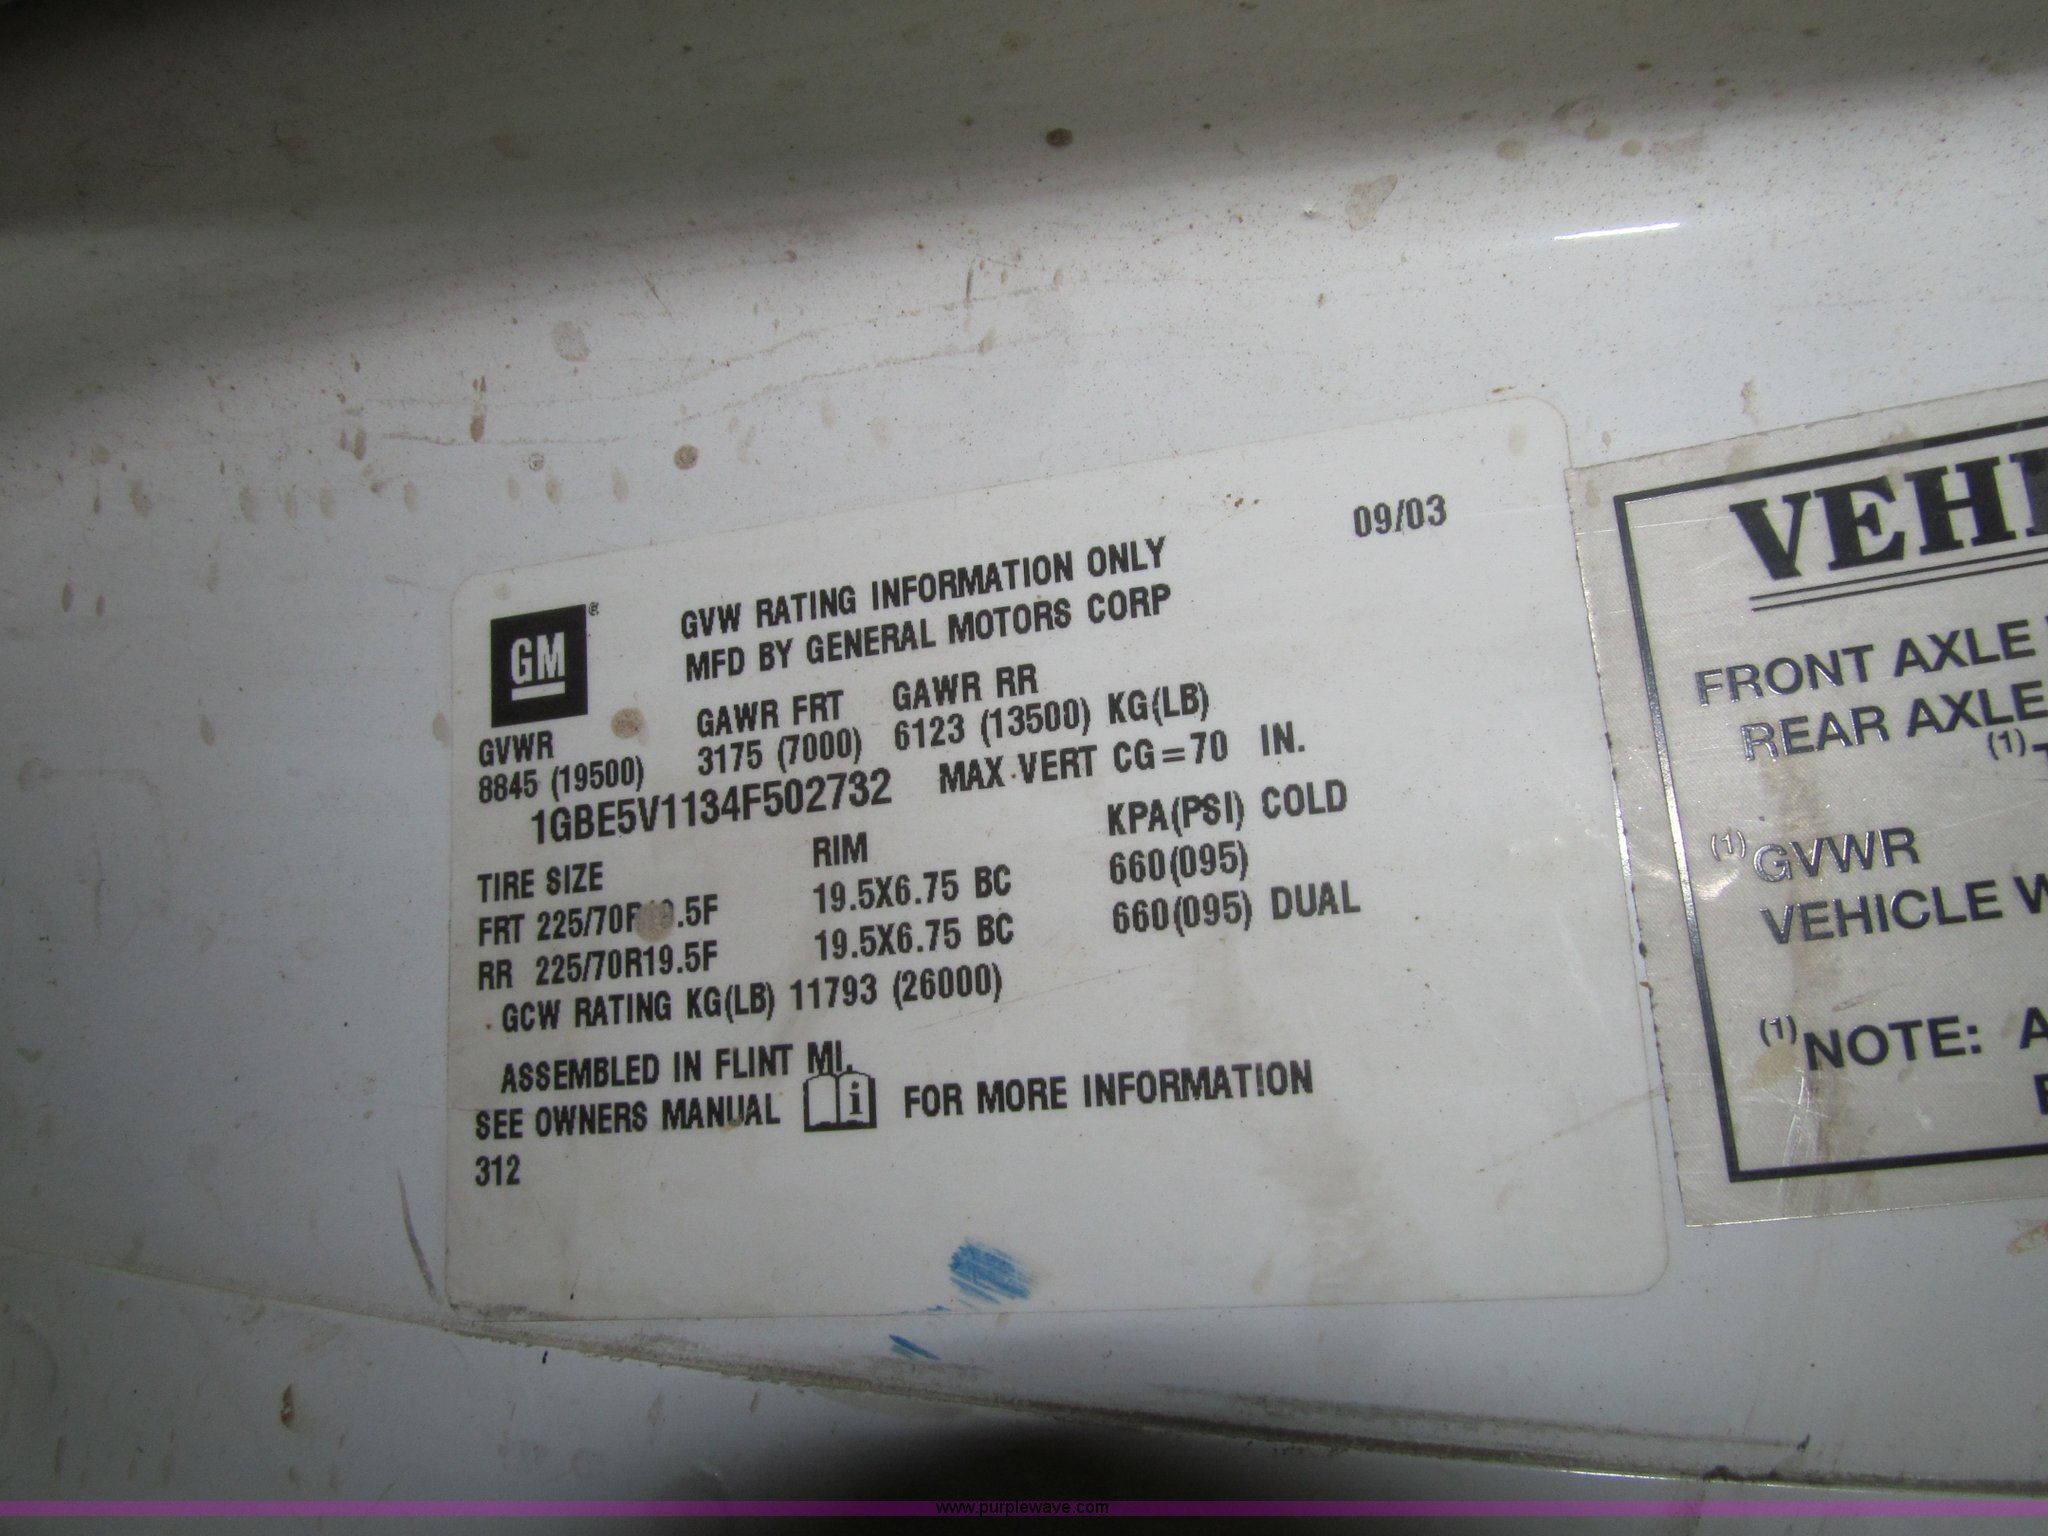 09/03
GM®
GVW RATING INFORMATION ONLY
MFD BY GENERAL MOTORS CORP
GVWR GAWR FRT GAWR RR
8845 (19500) 3175 (7000) 6123 (13500) KG(LB)
1GBE5V1134F502732 MAX VERT CG=70 IN.
TIRE SIZE RIM KPA(PSI) COLD
FRT 225/70R19.5F 19.5X6.75 BC 660(095)
RR 225/70R19.5F 19.5X6.75 BC 660(095) DUAL
GCW RATING KG(LB) 11793 (26000)
ASSEMBLED IN FLINT MI.
SEE OWNERS MANUAL i FOR MORE INFORMATION
312
FRONT AXLE
REAR AXLE
(1)
(1)GVWR
VEHICLE
(1)NOTE:
www.purplewave.com